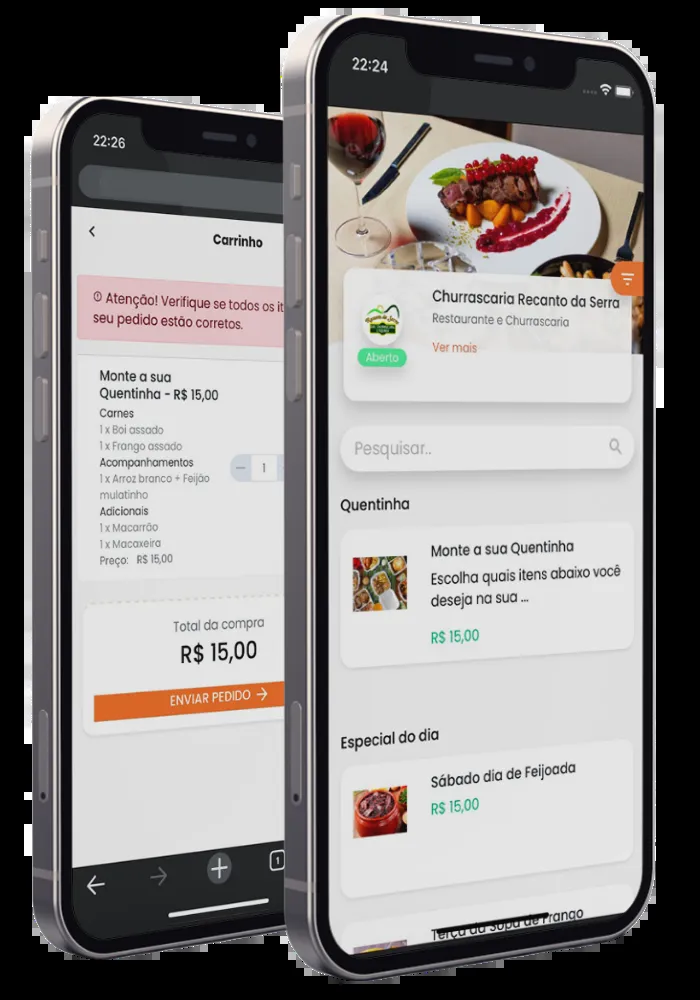 22:26
Carrinho
Atenção! Verifique se todos os it
seu pedido estão corretos.
Monte a sua
Quentinha - R$ 15,00
Carnes
1 x Boi assado
1 x Frango assado
Acompanhamentos
1 x Arroz branco + Feijão
mulatinho
1
Adicionais
1 x Macarrão
1 x Macaxeira
Preço: R$ 15,00
Total da compra
R$ 15,00
ENVIAR PEDIDO →
1
22:24
Churrascaria Recanto da Serra
Restaurante e Churrascaria
Aberto
Ver mais
Pesquisar..
Quentinha
Monte a sua Quentinha
Escolha quais itens abaixo você
deseja na sua ...
R$ 15,00
Especial do dia
Sábado dia de Feijoada
R$ 15,00
Terça da Sopa de Frango